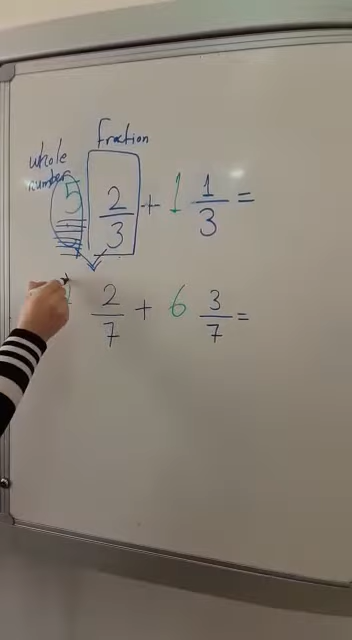 fraction
whole
number
5 2/3 + 1 1/3 =
2/7 + 6 3/7 =